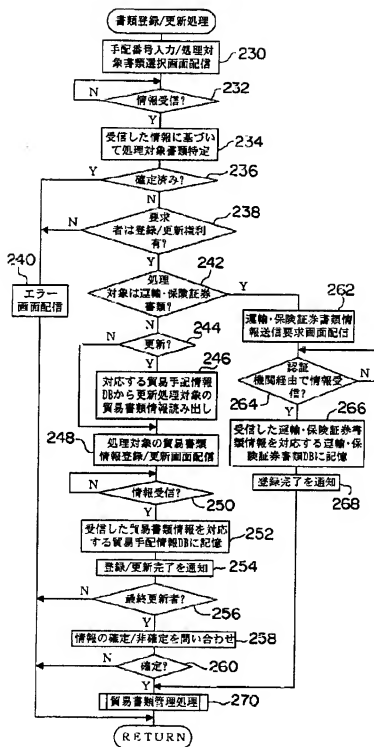 書類登録/更新処理
手配番号入力/処理対
象書類選択画面配信
230
N
情報受信?
232
Y
受信した情報に基づい
て処理対象書類特定
234
Y
確定済み?
236
N
N
要求
者は登録/更新権利
有?
238
240
エラー
画面配信
Y
処理
対象は運輸・保険証券
書類?
242
Y
262
運輸・保険証券書類情報
送信要求画面配信
N
244
更新?
N
Y
246
対応する貿易手配情報
DBから更新処理対象の
貿易書類情報読み出し
認証
機関経由で情報受
信?
N
264
Y
266
受信した運輸・保険証券書
類情報を対応する運輸・保
険証券書類DBに記憶
248
処理対象の貿易書類
情報登録/更新画面配信
登録完了を通知
268
N
情報受信?
250
Y
受信した貿易書類情報を対応
する貿易手配情報DBに記憶
252
登録/更新完了を通知
254
N
最終更新者?
256
Y
情報の確定/非確定を問い合わせ
258
N
確定?
260
Y
貿易書類管理処理
270
RETURN